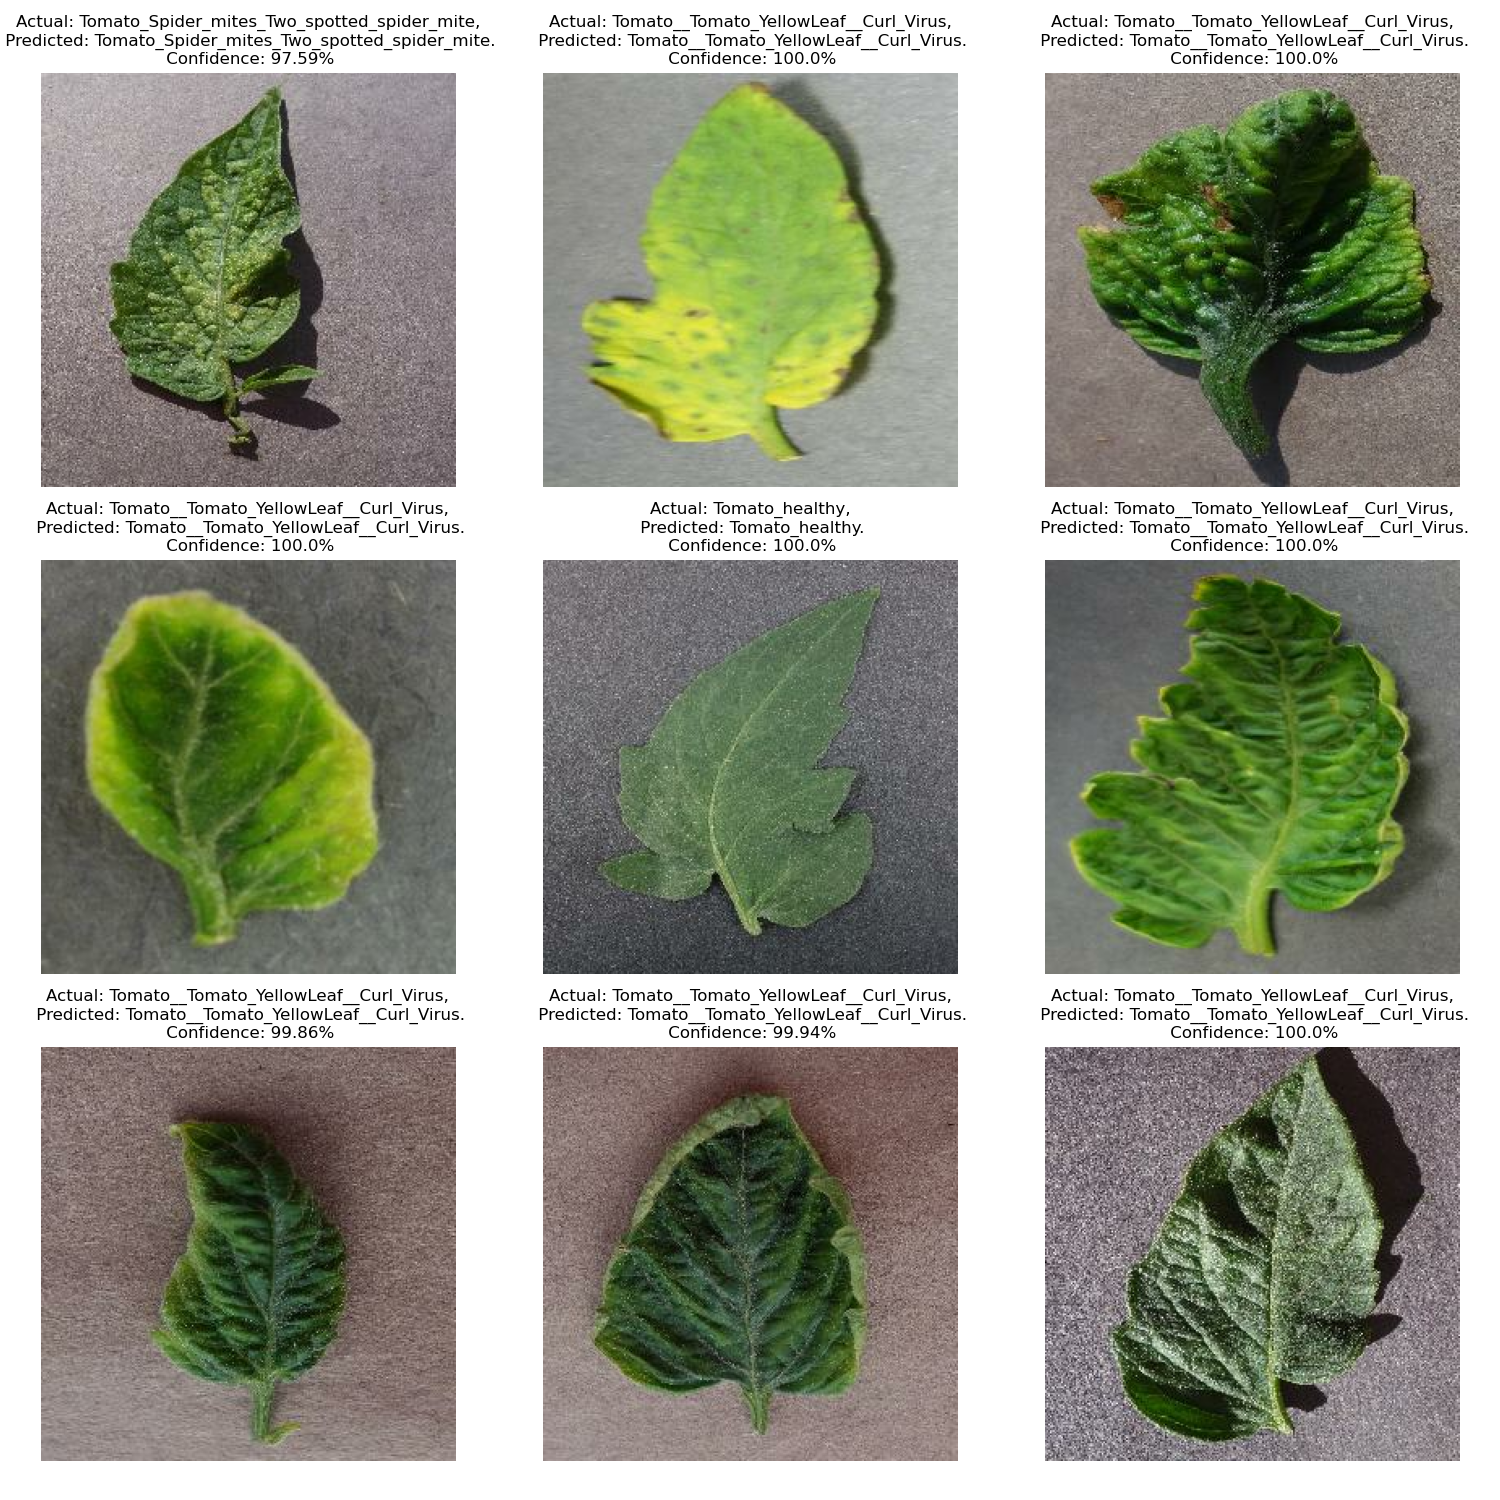 Actual: Tomato_Spider_mites_Two_spotted_spider_mite,
Predicted: Tomato_Spider_mites_Two_spotted_spider_mite.
Confidence: 97.59%
Actual: Tomato__Tomato_YellowLeaf__Curl_Virus,
Predicted: Tomato__Tomato_YellowLeaf__Curl_Virus.
Confidence: 100.0%
Actual: Tomato__Tomato_YellowLeaf__Curl_Virus,
Predicted: Tomato__Tomato_YellowLeaf__Curl_Virus.
Confidence: 100.0%
Actual: Tomato__Tomato_YellowLeaf__Curl_Virus,
Predicted: Tomato__Tomato_YellowLeaf__Curl_Virus.
Confidence: 100.0%
Actual: Tomato_healthy,
Predicted: Tomato_healthy.
Confidence: 100.0%
Actual: Tomato__Tomato_YellowLeaf__Curl_Virus,
Predicted: Tomato__Tomato_YellowLeaf__Curl_Virus.
Confidence: 100.0%
Actual: Tomato__Tomato_YellowLeaf__Curl_Virus,
Predicted: Tomato__Tomato_YellowLeaf__Curl_Virus.
Confidence: 99.86%
Actual: Tomato__Tomato_YellowLeaf__Curl_Virus,
Predicted: Tomato__Tomato_YellowLeaf__Curl_Virus.
Confidence: 99.94%
Actual: Tomato__Tomato_YellowLeaf__Curl_Virus,
Predicted: Tomato__Tomato_YellowLeaf__Curl_Virus.
Confidence: 100.0%